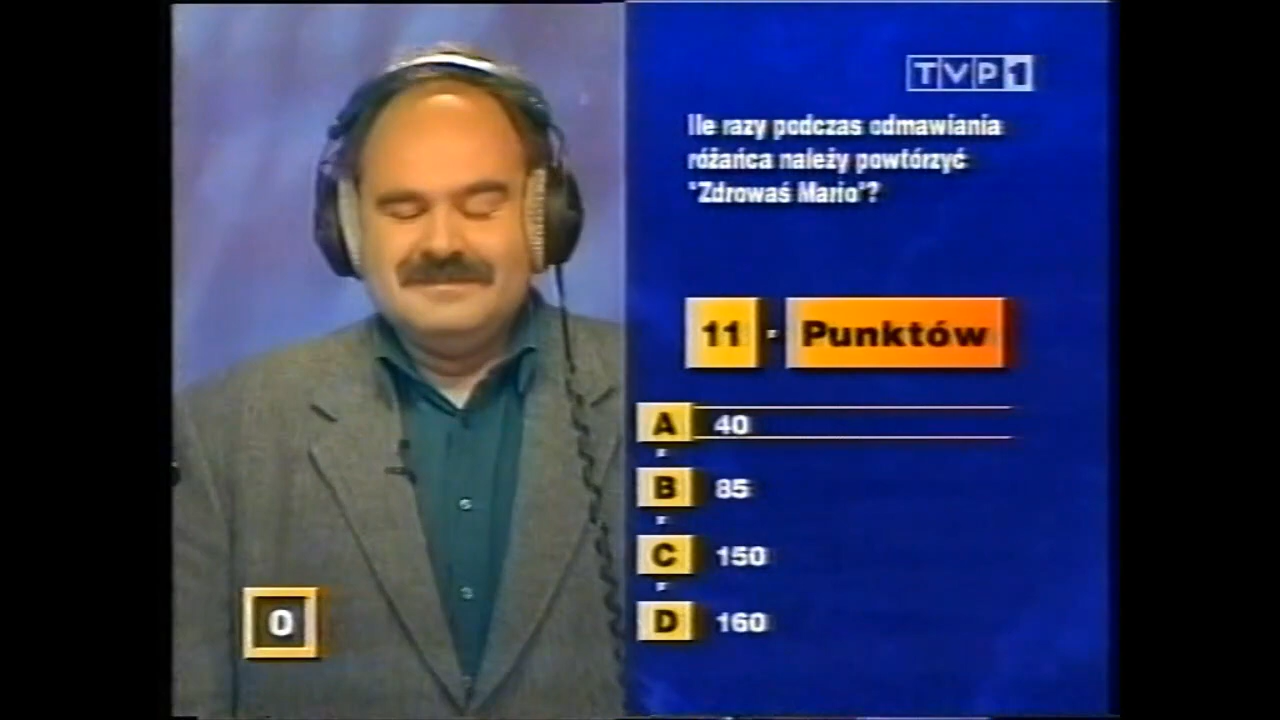 TVP1
Ile razy podczas odmawiania
różańca należy powtórzyć
"Zdrowaś Mario"?
11 Punktów
A 40
B 85
C 150
D 160
0